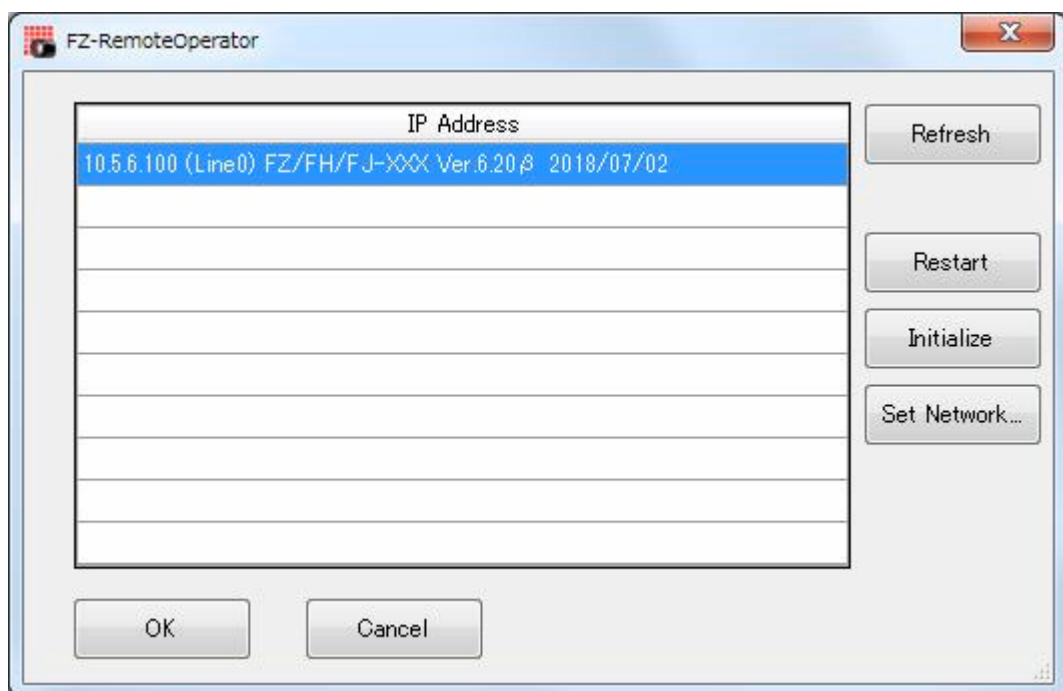 FZ-RemoteOperator
IP Address
10.5.6.100 (Line0) FZ/FH/FJ-XXX Ver.6.20β 2018/07/02
Refresh
Restart
Initialize
Set Network...
OK
Cancel